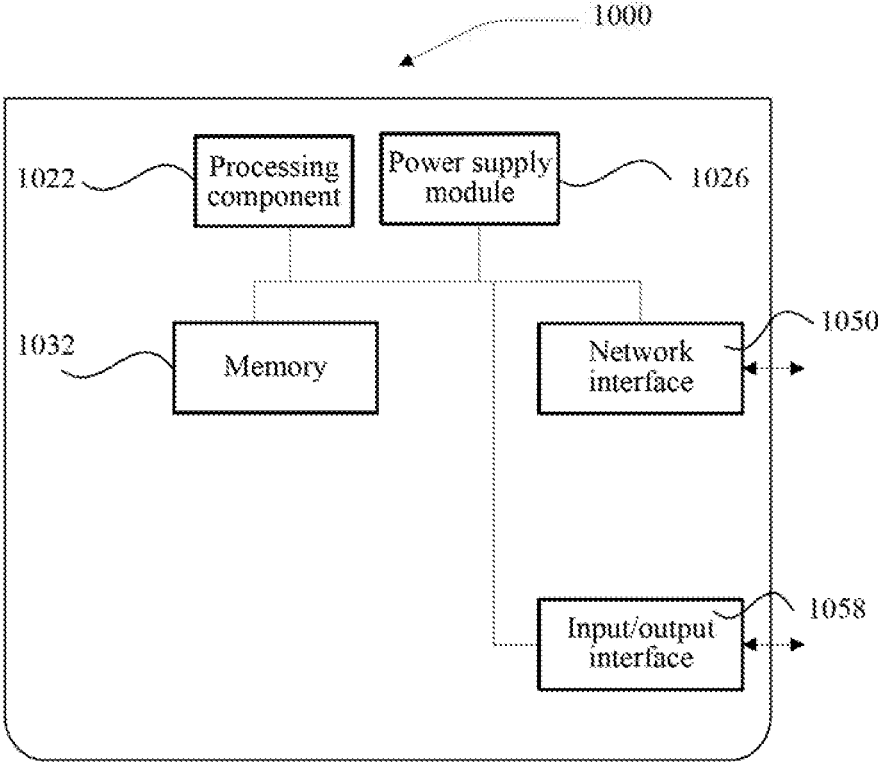 1000
1022
Processing
component
Power supply
module
1026
1032
Memory
Network
interface
1050
Input/output
interface
1058